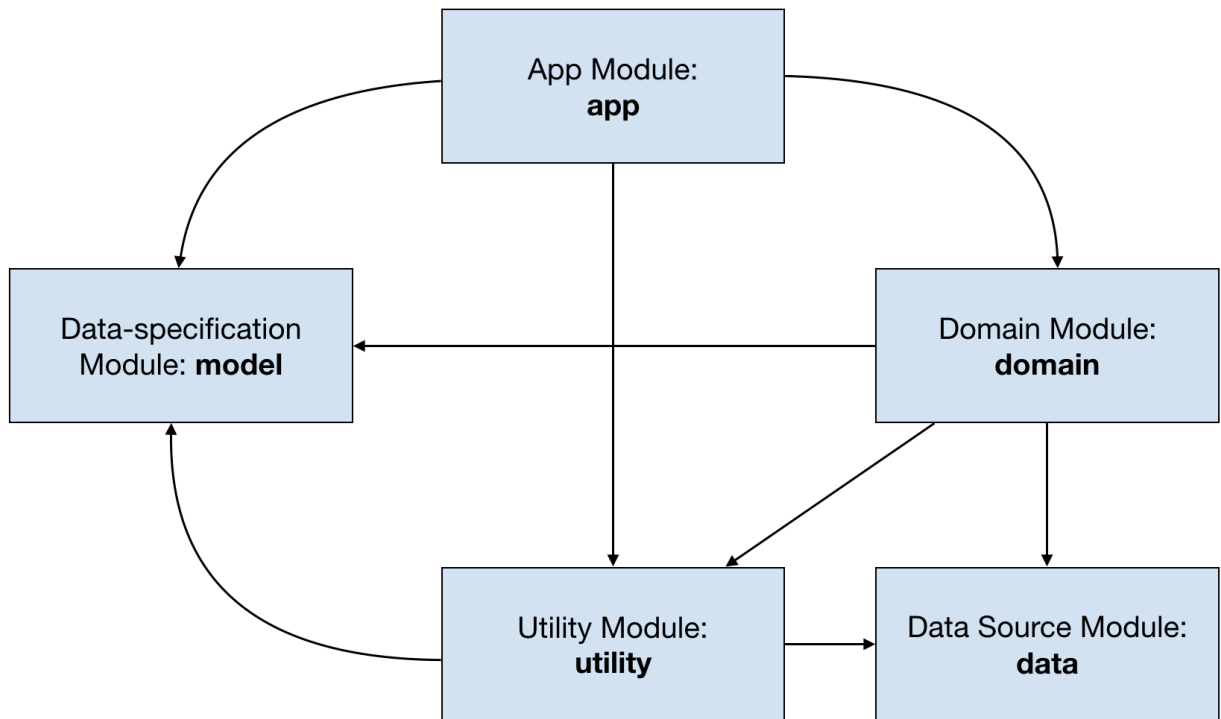 App Module:
app
Data-specification
Module: model
Domain Module:
domain
Utility Module:
utility
Data Source Module:
data